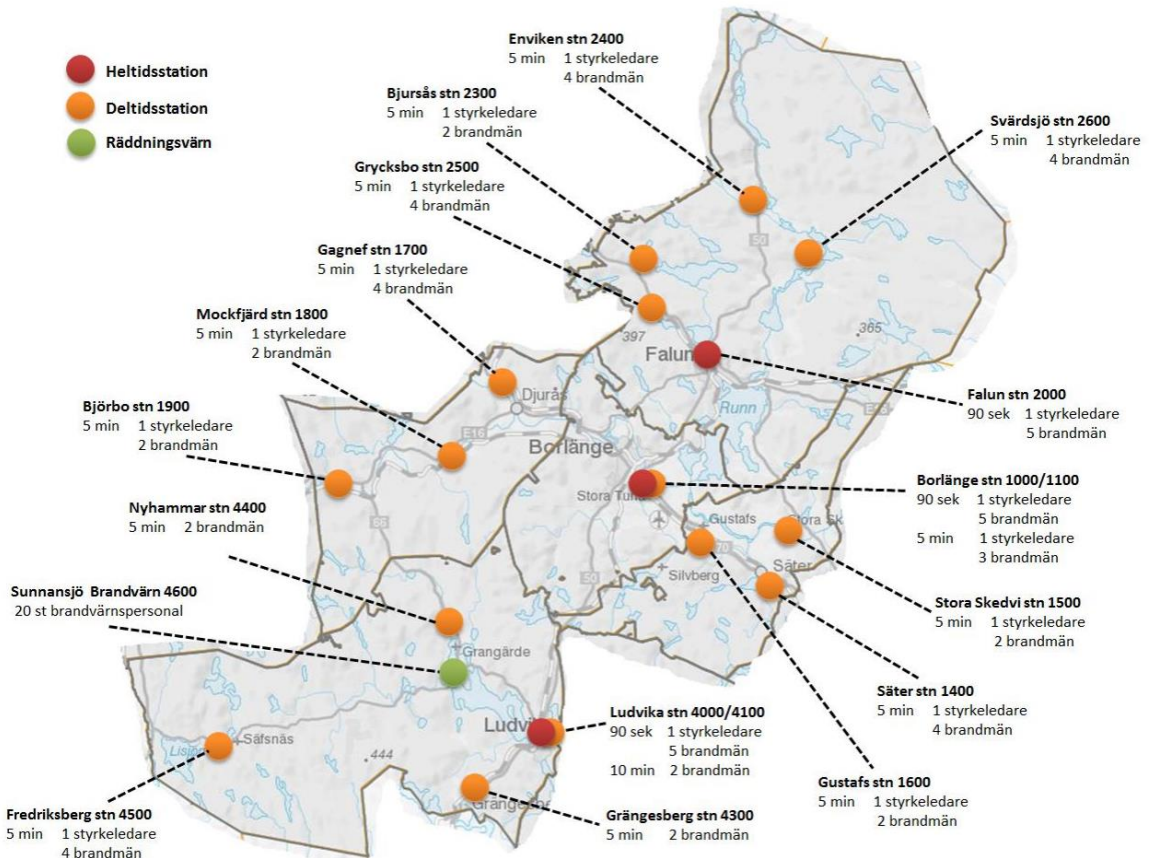 Heltidsstation
Deltidsstation
Räddningsvärn
Enviken stn 2400
5 min 1 styrkeledare
4 brandmän
Bjursås stn 2300
5 min 1 styrkeledare
2 brandmän
Svärdsjö stn 2600
5 min 1 styrkeledare
4 brandmän
Grycksbo stn 2500
5 min 1 styrkeledare
4 brandmän
Gagnef stn 1700
5 min 1 styrkeledare
4 brandmän
Mockfjärd stn 1800
5 min 1 styrkeledare
2 brandmän
Björbo stn 1900
5 min 1 styrkeledare
2 brandmän
Nyhammar stn 4400
5 min 2 brandmän
Sunnansjö Brandvärn 4600
20 st brandvärnspersonal
Falun stn 2000
90 sek 1 styrkeledare
5 brandmän
Borlänge stn 1000/1100
90 sek 1 styrkeledare
5 brandmän
5 min 1 styrkeledare
3 brandmän
Stora Skedvi stn 1500
5 min 1 styrkeledare
2 brandmän
Säter stn 1400
5 min 1 styrkeledare
4 brandmän
Ludvika stn 4000/4100
90 sek 1 styrkeledare
5 brandmän
10 min 2 brandmän
Gustafs stn 1600
5 min 1 styrkeledare
2 brandmän
Grängesberg stn 4300
5 min 2 brandmän
Fredriksberg stn 4500
5 min 1 styrkeledare
4 brandmän
50
397
365
Falun
Runn
Djurås
E16
Borlänge
Stora
66
Gustafs
70
Stora Sk
Silvberg
Säter
50
Grangärde
Säfsnäs
444